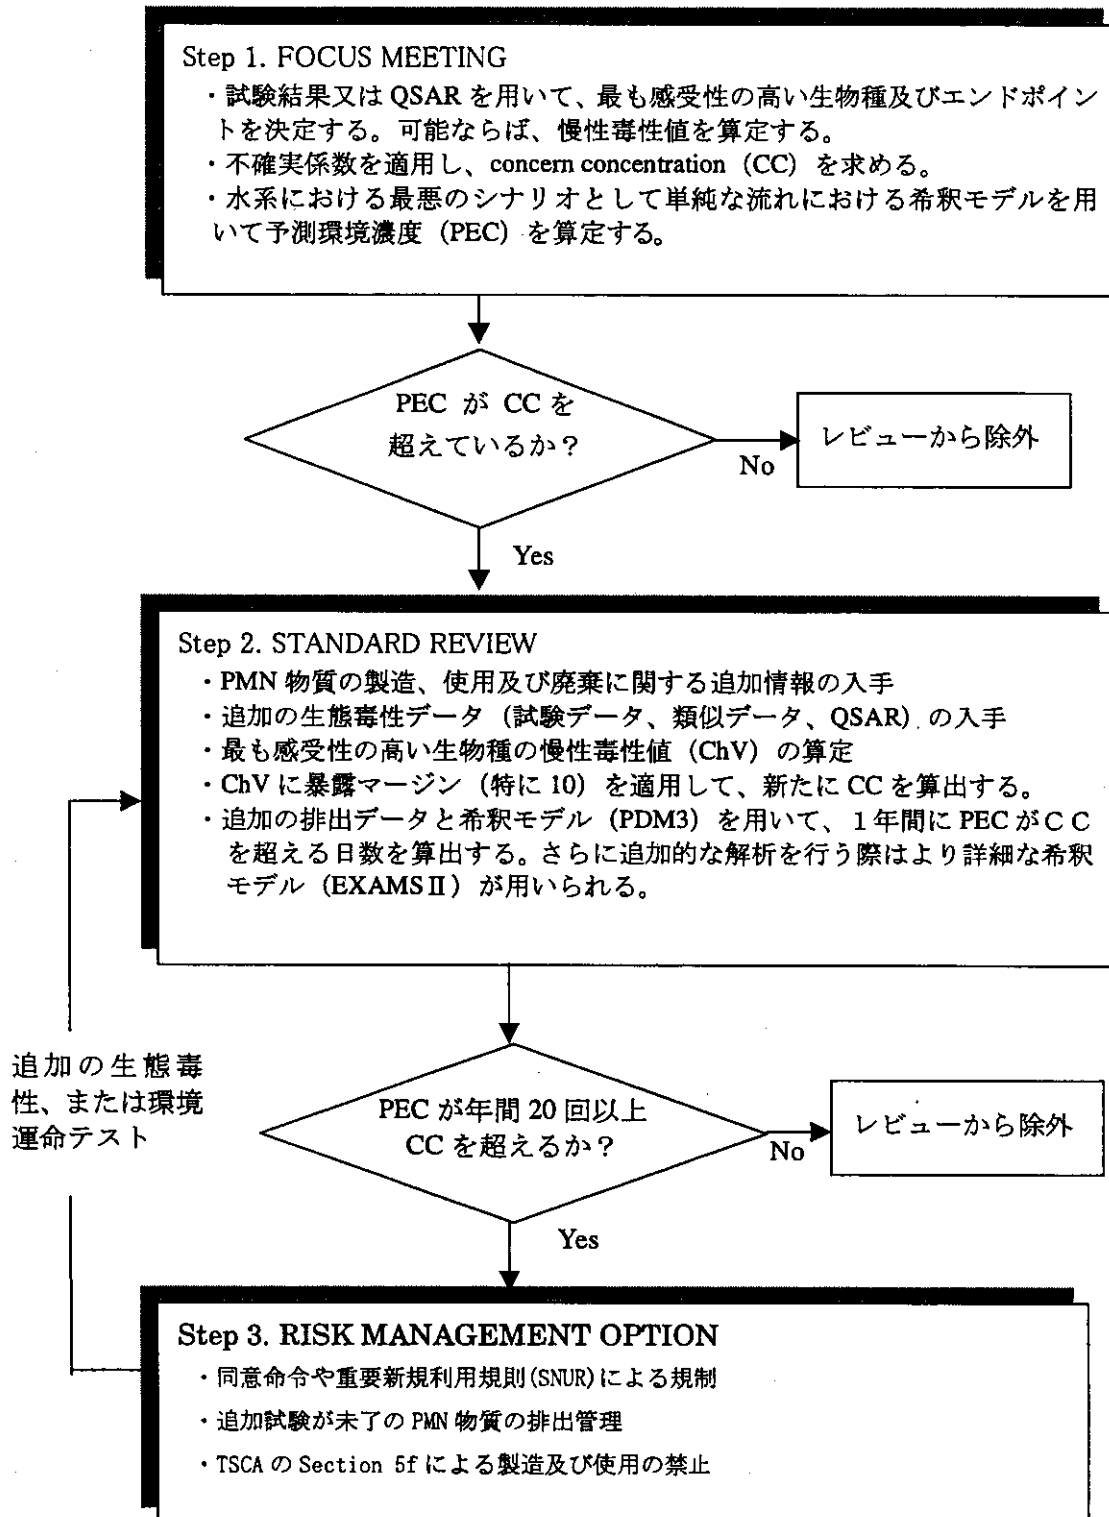 Step 1. FOCUS MEETING
・試験結果又は QSAR を用いて、最も感受性の高い生物種及びエンドポイン
トを決定する。可能ならば、慢性毒性値を算定する。
・不確実係数を適用し、concern concentration（CC）を求める。
・水系における最悪のシナリオとして単純な流れにおける希釈モデルを用
いて予測環境濃度（PEC）を算定する。
PEC が CC を
超えているか？
No
レビューから除外
Yes
Step 2. STANDARD REVIEW
・PMN 物質の製造、使用及び廃棄に関する追加情報の入手
・追加の生態毒性データ（試験データ、類似データ、QSAR）の入手
・最も感受性の高い生物種の慢性毒性値（ChV）の算定
・ChV に暴露マージン（特に 10）を適用して、新たに CC を算出する。
・追加の排出データと希釈モデル（PDM3）を用いて、１年間に PEC がＣＣ
を超える日数を算出する。さらに追加的な解析を行う際はより詳細な希釈
モデル（EXAMSⅡ）が用いられる。
追加の生態毒
性、または環境
運命テスト
PEC が年間 20 回以上
CC を超えるか？
No
レビューから除外
Yes
Step 3. RISK MANAGEMENT OPTION
・同意命令や重要新規利用規則(SNUR)による規制
・追加試験が未了の PMN 物質の排出管理
・TSCA の Section 5f による製造及び使用の禁止